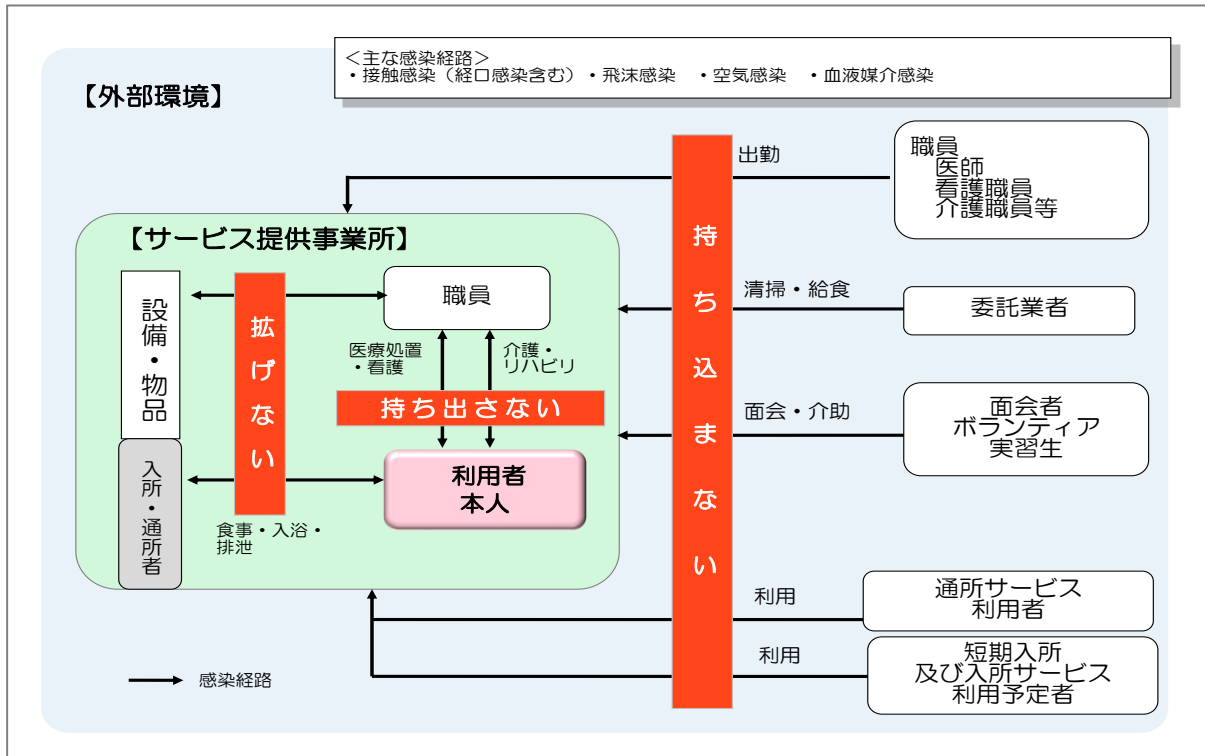 ＜主な感染経路＞
・接触感染（経口感染含む）・飛沫感染　・空気感染　・血液媒介感染
【外部環境】
出勤
職員
医師
看護職員
介護職員等
【サービス提供事業所】
設備・物品
拡げない
職員
持ち込まない
清掃・給食
委託業者
医療処置
・看護
介護・
リハビリ
持ち出さない
面会・介助
面会者
ボランティア
実習生
入所・通所者
利用者
本人
食事・入浴・
排泄
利用
通所サービス
利用者
利用
短期入所
及び入所サービス
利用予定者
感染経路